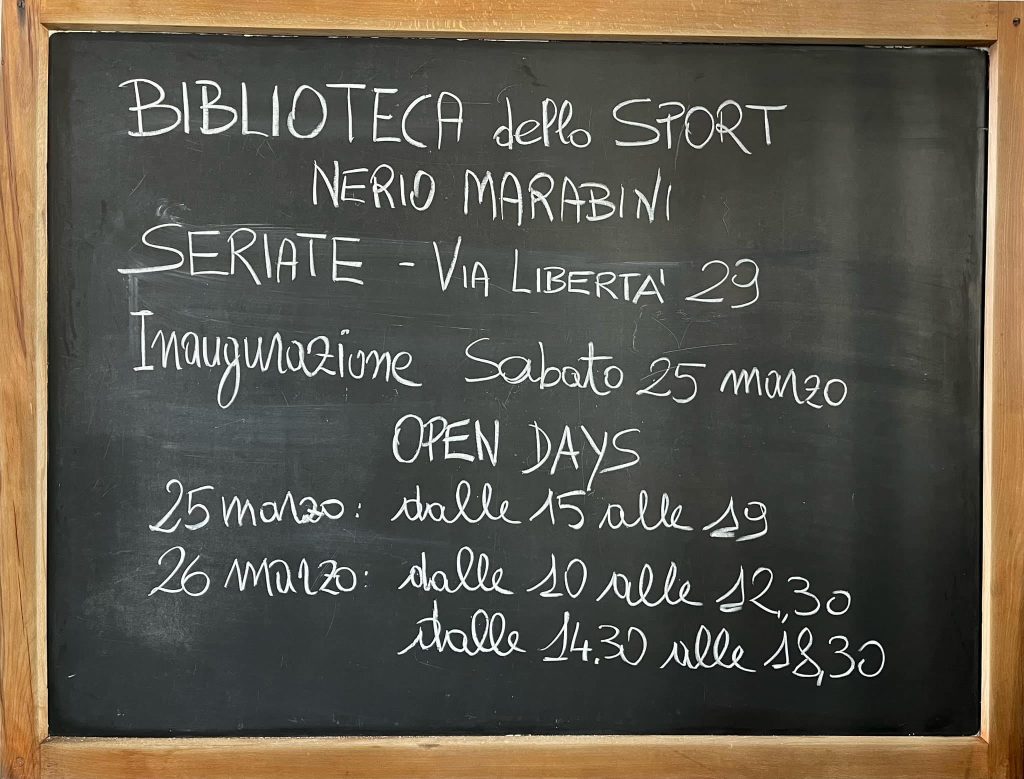 BIBLIOTECA dello SPORT
NERIO MARABINI
SERIATE - VIA LIBERTA' 29
Inaugurazione Sabato 25 marzo
OPEN DAYS
25 marzo: dalle 15 alle 19
26 marzo: dalle 10 alle 12,30
dalle 14.30 alle 18,30